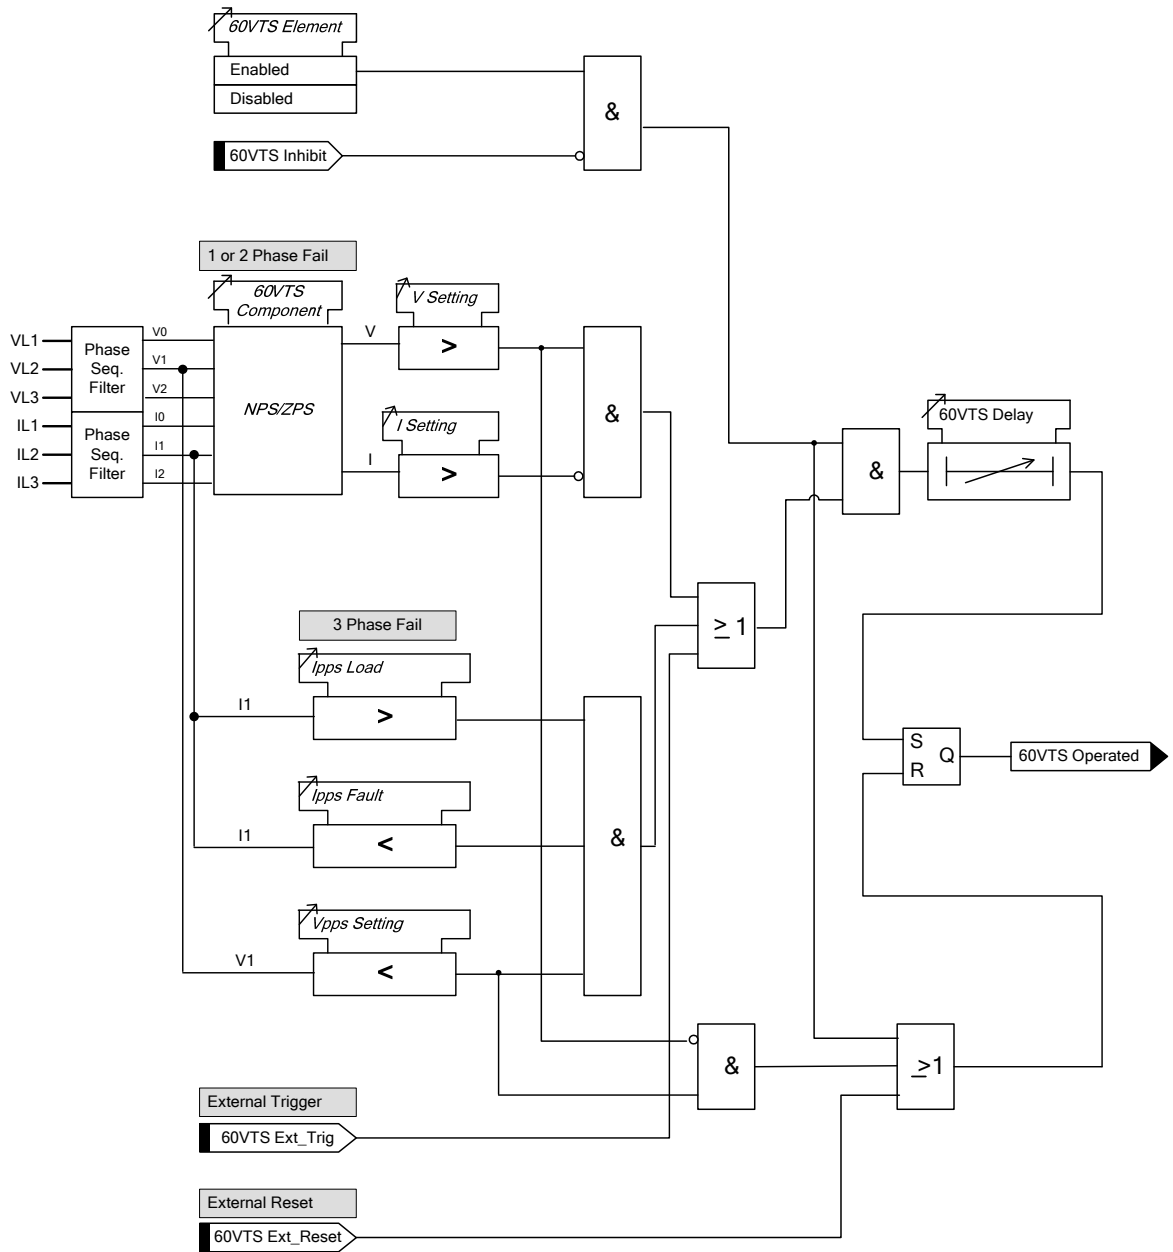 60VTS Element
Enabled
Disabled
&
60VTS Inhibit
1 or 2 Phase Fail
60VTS
Component
V Setting
VL1
VL2
VL3
IL1
IL2
IL3
Phase
Seq.
Filter
Phase
Seq.
Filter
V0
V1
V2
I0
I1
I2
NPS/ZPS
V
>
I Setting
I
>
&
60VTS Delay
&
3 Phase Fail
Ipps Load
I1
>
≥ 1
Ipps Fault
I1
<
&
S
R
Q
60VTS Operated
Vpps Setting
V1
<
&
≥1
External Trigger
60VTS Ext_Trig
External Reset
60VTS Ext_Reset